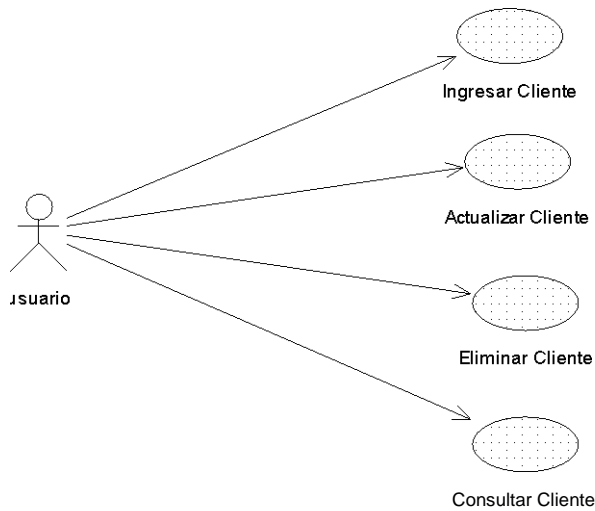 Ingresar Cliente
Actualizar Cliente
usuario
Eliminar Cliente
Consultar Cliente